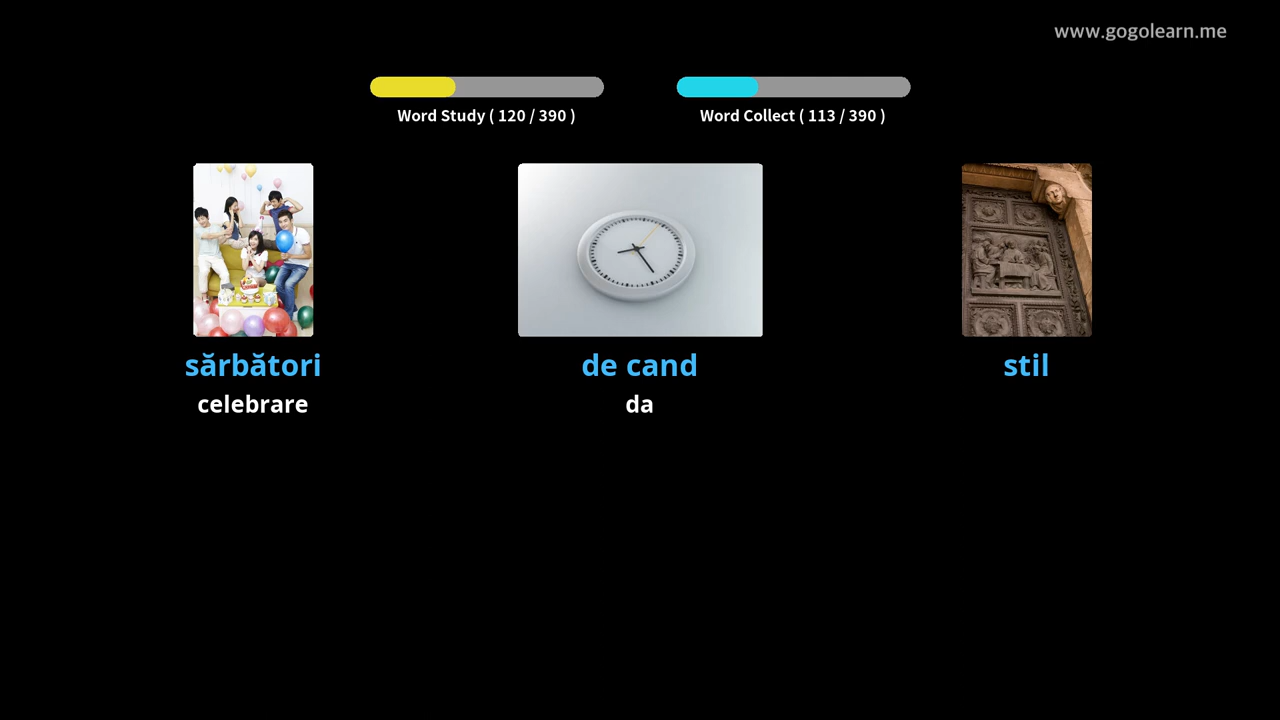 www.gogolearn.me
Word Study ( 120 / 390 )
Word Collect ( 113 / 390 )
sărbători
celebrare
de cand
da
stil